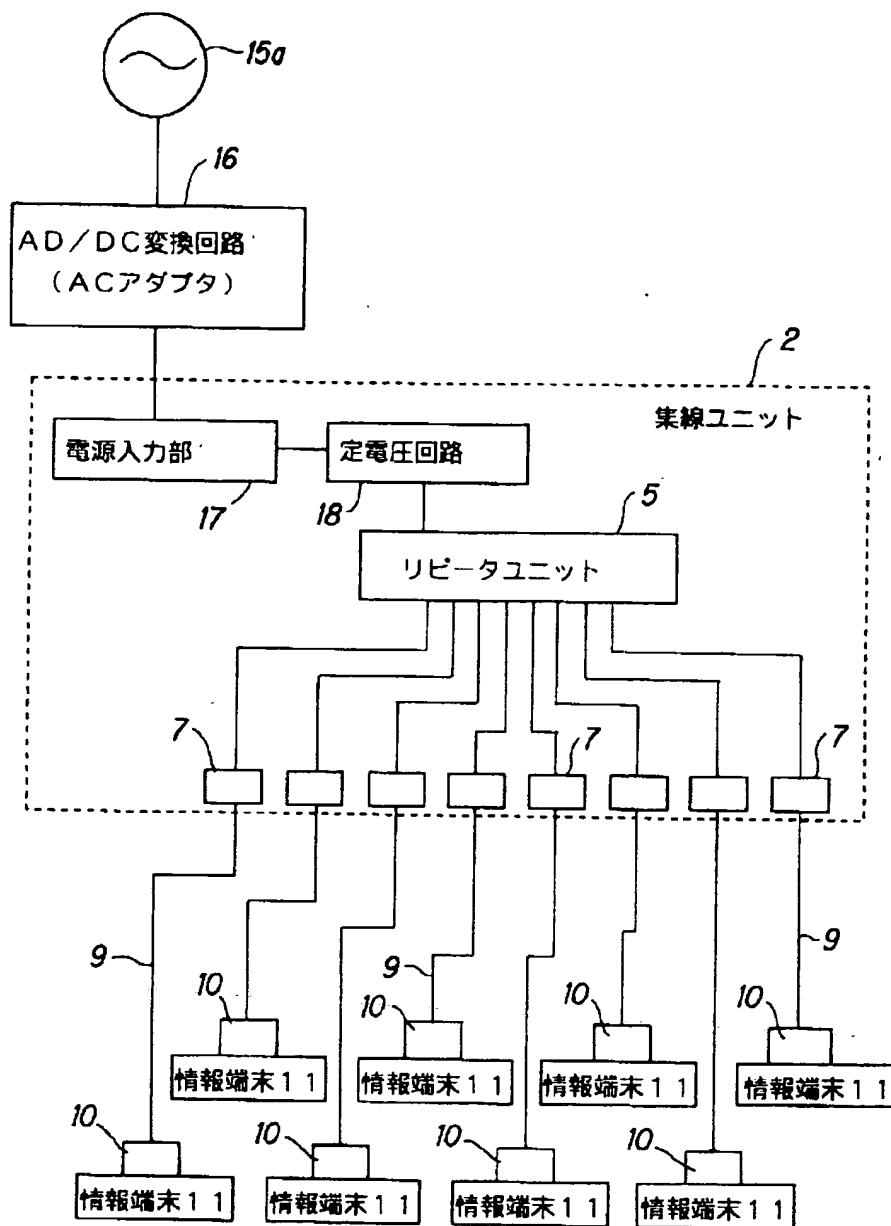 15a
16
AD/DC変換回路
(ACアダプタ)
2
集線ユニット
電源入力部
定電圧回路
17
18
5
リピータユニット
7
7
7
9
9
9
10
10
10
10
情報端末11
情報端末11
情報端末11
情報端末11
10
10
10
10
情報端末11
情報端末11
情報端末11
情報端末11